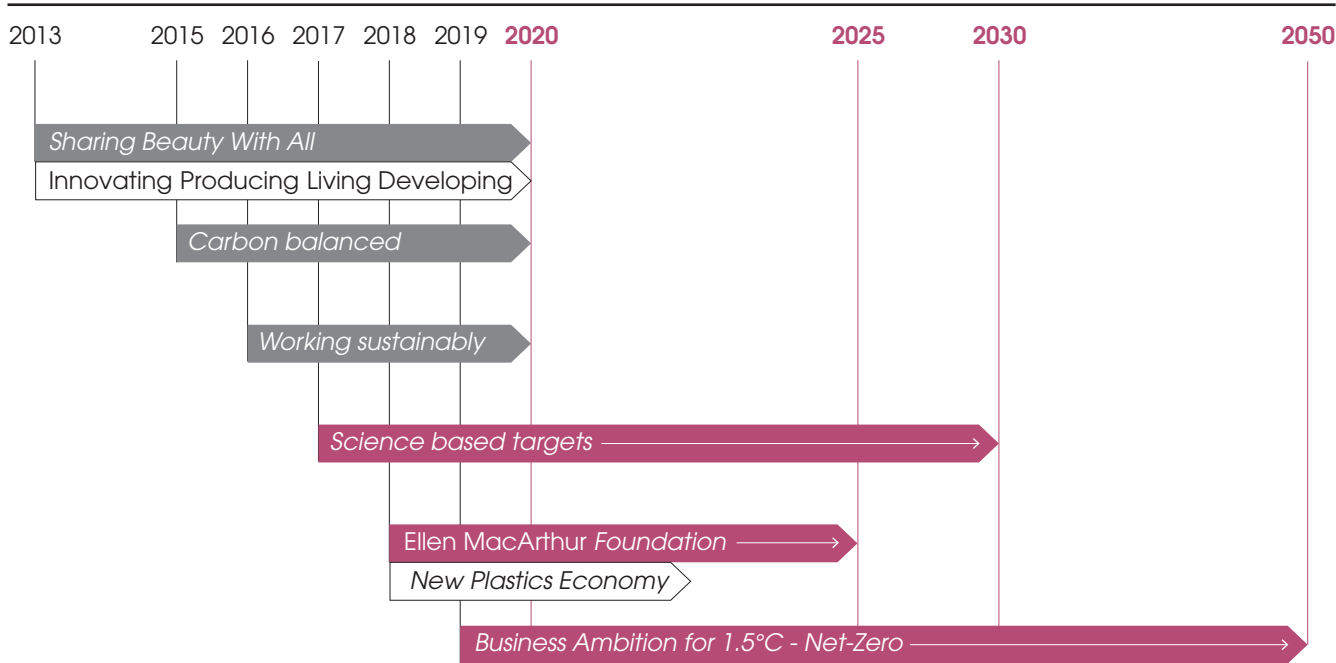 2013 2015 2016 2017 2018 2019 2020 2025 2030 2050
Sharing Beauty With All
Innovating Producing Living Developing
Carbon balanced
Working sustainably
Science based targets
Ellen MacArthur Foundation
New Plastics Economy
Business Ambition for 1.5°C - Net-Zero